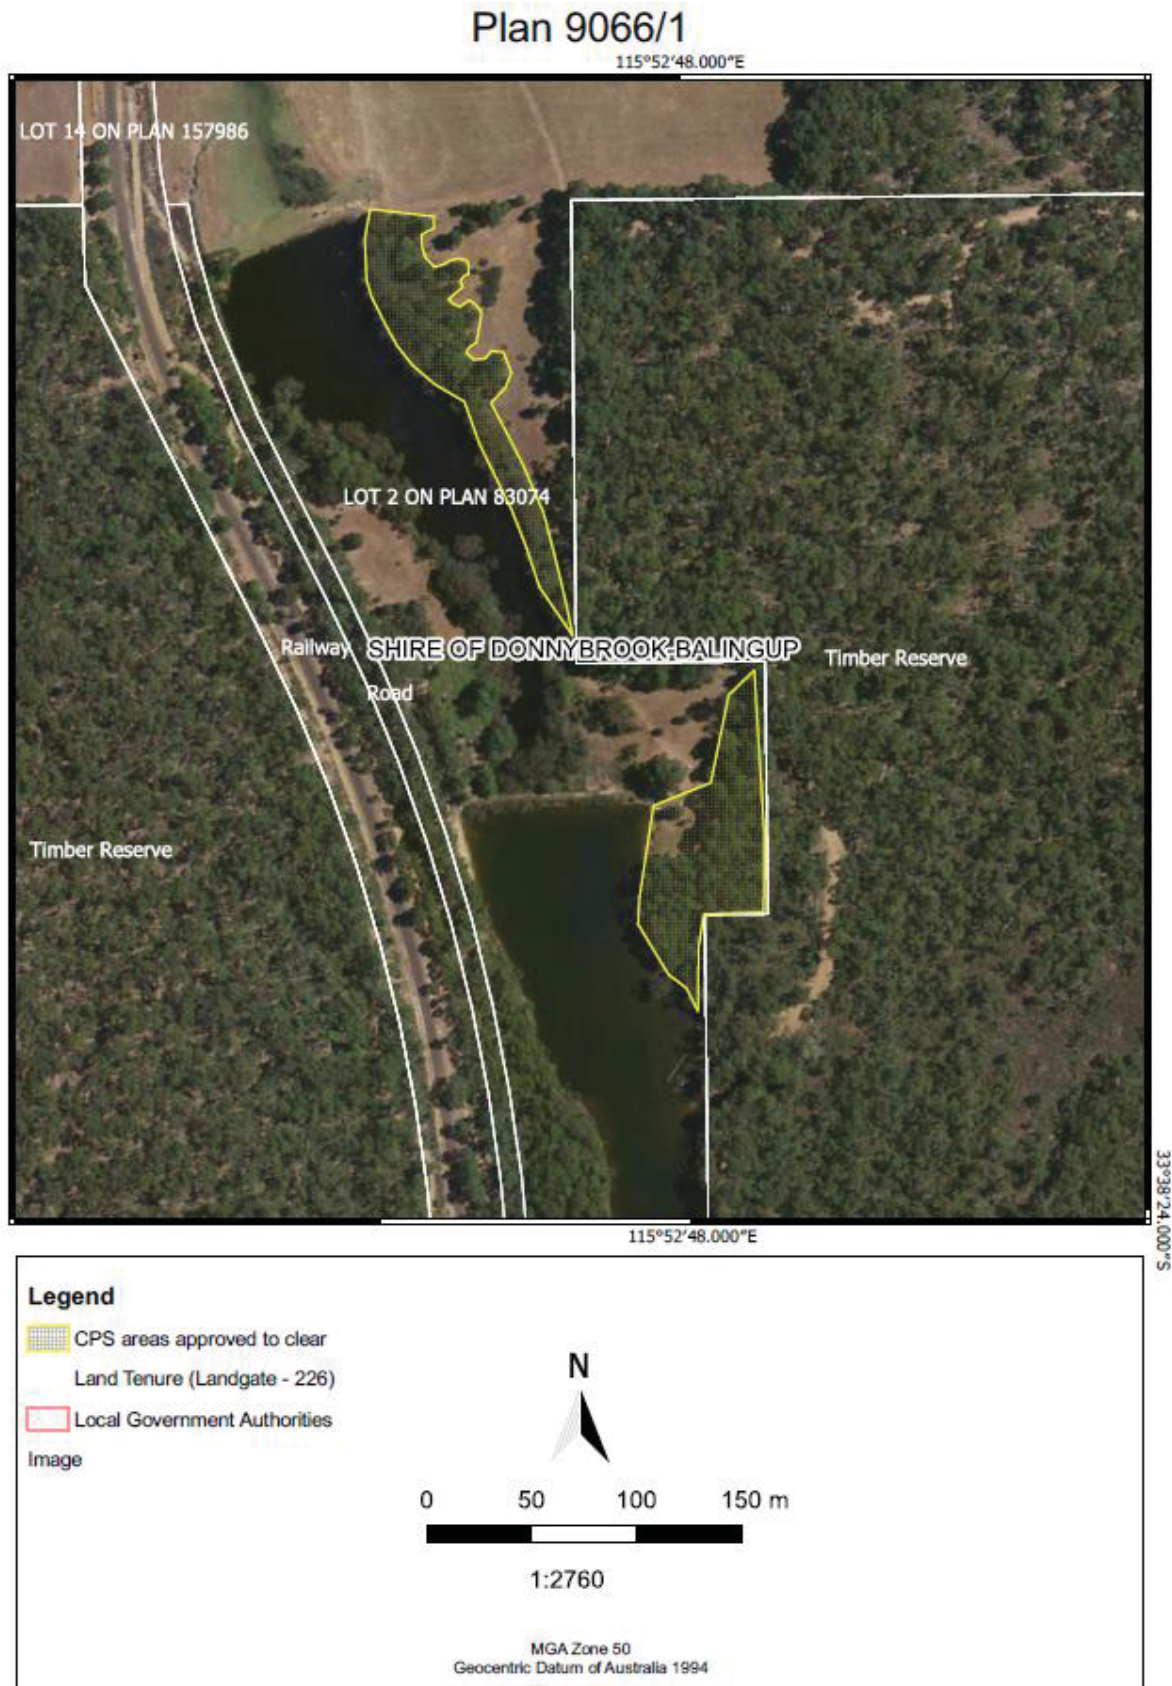 Plan 9066/1
115°52'48.000"E
LOT 14 ON PLAN 157986
LOT 2 ON PLAN 83074
Railway
SHIRE OF DONNYBROOK-BALINGUP
Timber Reserve
Road
Timber Reserve
33°38'24.000"S
115°52'48.000"E
Legend
CPS areas approved to clear
Land Tenure (Landgate - 226)
Local Government Authorities
Image
N
0 50 100 150 m
1:2760
MGA Zone 50
Geocentric Datum of Australia 1994